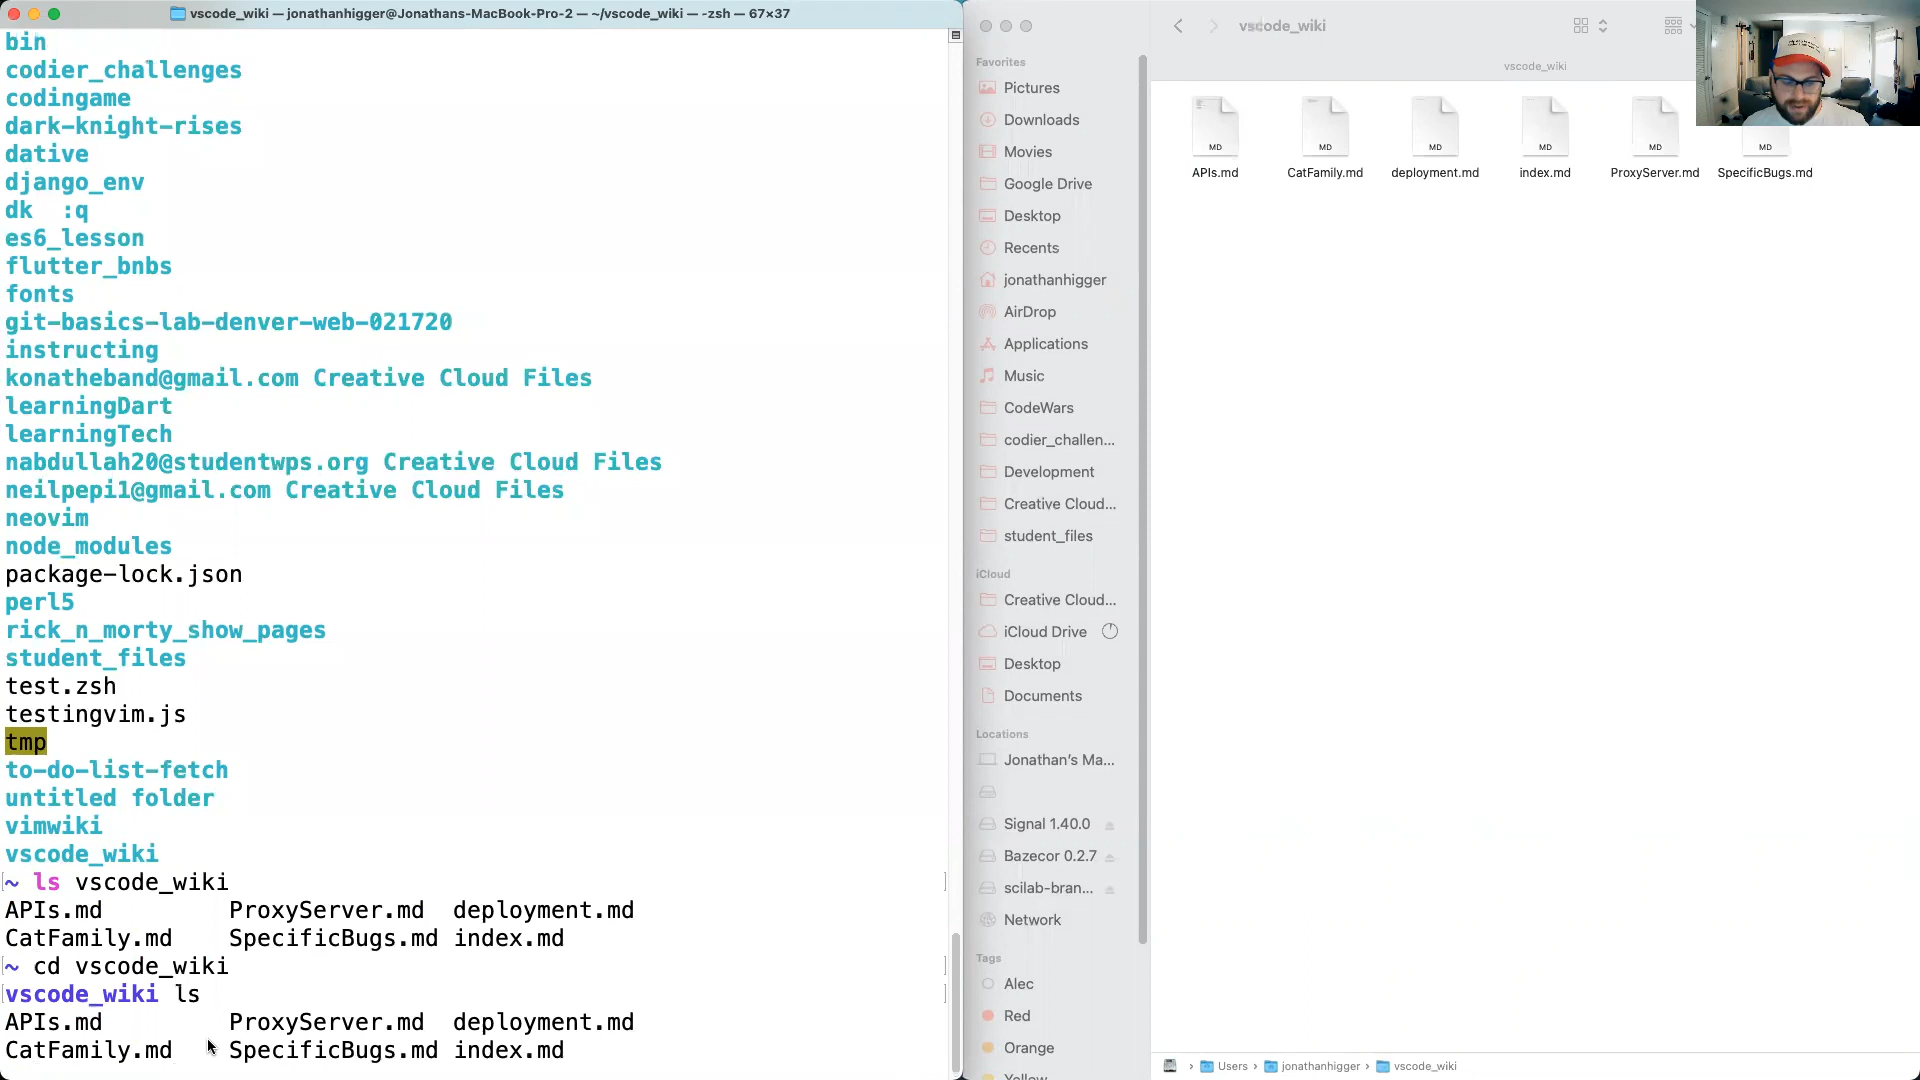 vscode_wiki — jonathanhigger@Jonathans-MacBook-Pro-2 — ~/vscode_wiki — -zsh — 67×37
bin
codier_challenges
codingame
dark-knight-rises
dative
django_env
dk  :q
es6_lesson
flutter_bnbs
fonts
git-basics-lab-denver-web-021720
instructing
konatheband@gmail.com Creative Cloud Files
learningDart
learningTech
nabdullah20@studentwps.org Creative Cloud Files
neilpepi1@gmail.com Creative Cloud Files
neovim
node_modules
package-lock.json
perl5
rick_n_morty_show_pages
student_files
test.zsh
testingvim.js
tmp
to-do-list-fetch
untitled folder
vimwiki
vscode_wiki
~ ls vscode_wiki
APIs.md ProxyServer.md deployment.md
CatFamily.md SpecificBugs.md index.md
~ cd vscode_wiki
vscode_wiki ls
APIs.md ProxyServer.md deployment.md
CatFamily.md SpecificBugs.md index.md
Favorites
Pictures
Downloads
Movies
Google Drive
Desktop
Recents
jonathanhigger
AirDrop
Applications
Music
CodeWars
codier_challen...
Development
Creative Cloud...
student_files
iCloud
Creative Cloud...
iCloud Drive
Desktop
Documents
Locations
Jonathan's Ma...
Signal 1.40.0
Bazecor 0.2.7
scilab-bran...
Network
Tags
Alec
Red
Orange
Yellow
vscode_wiki
vscode_wiki
MD MD MD MD MD MD
APIs.md CatFamily.md deployment.md index.md ProxyServer.md SpecificBugs.md
› Users › jonathanhigger › vscode_wiki